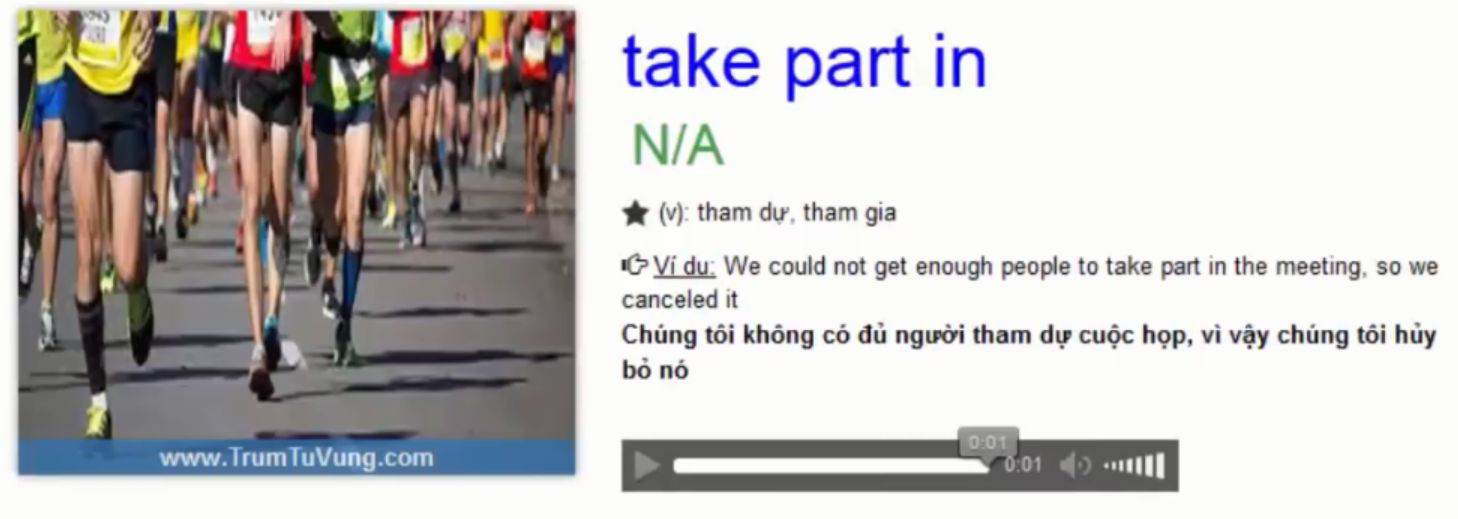 take part in
N/A
(v): tham dự, tham gia
Ví dụ: We could not get enough people to take part in the meeting, so we
canceled it
Chúng tôi không có đủ người tham dự cuộc họp, vì vậy chúng tôi hủy
bỏ nó
www.TrumTuVung.com
0:01
0:01